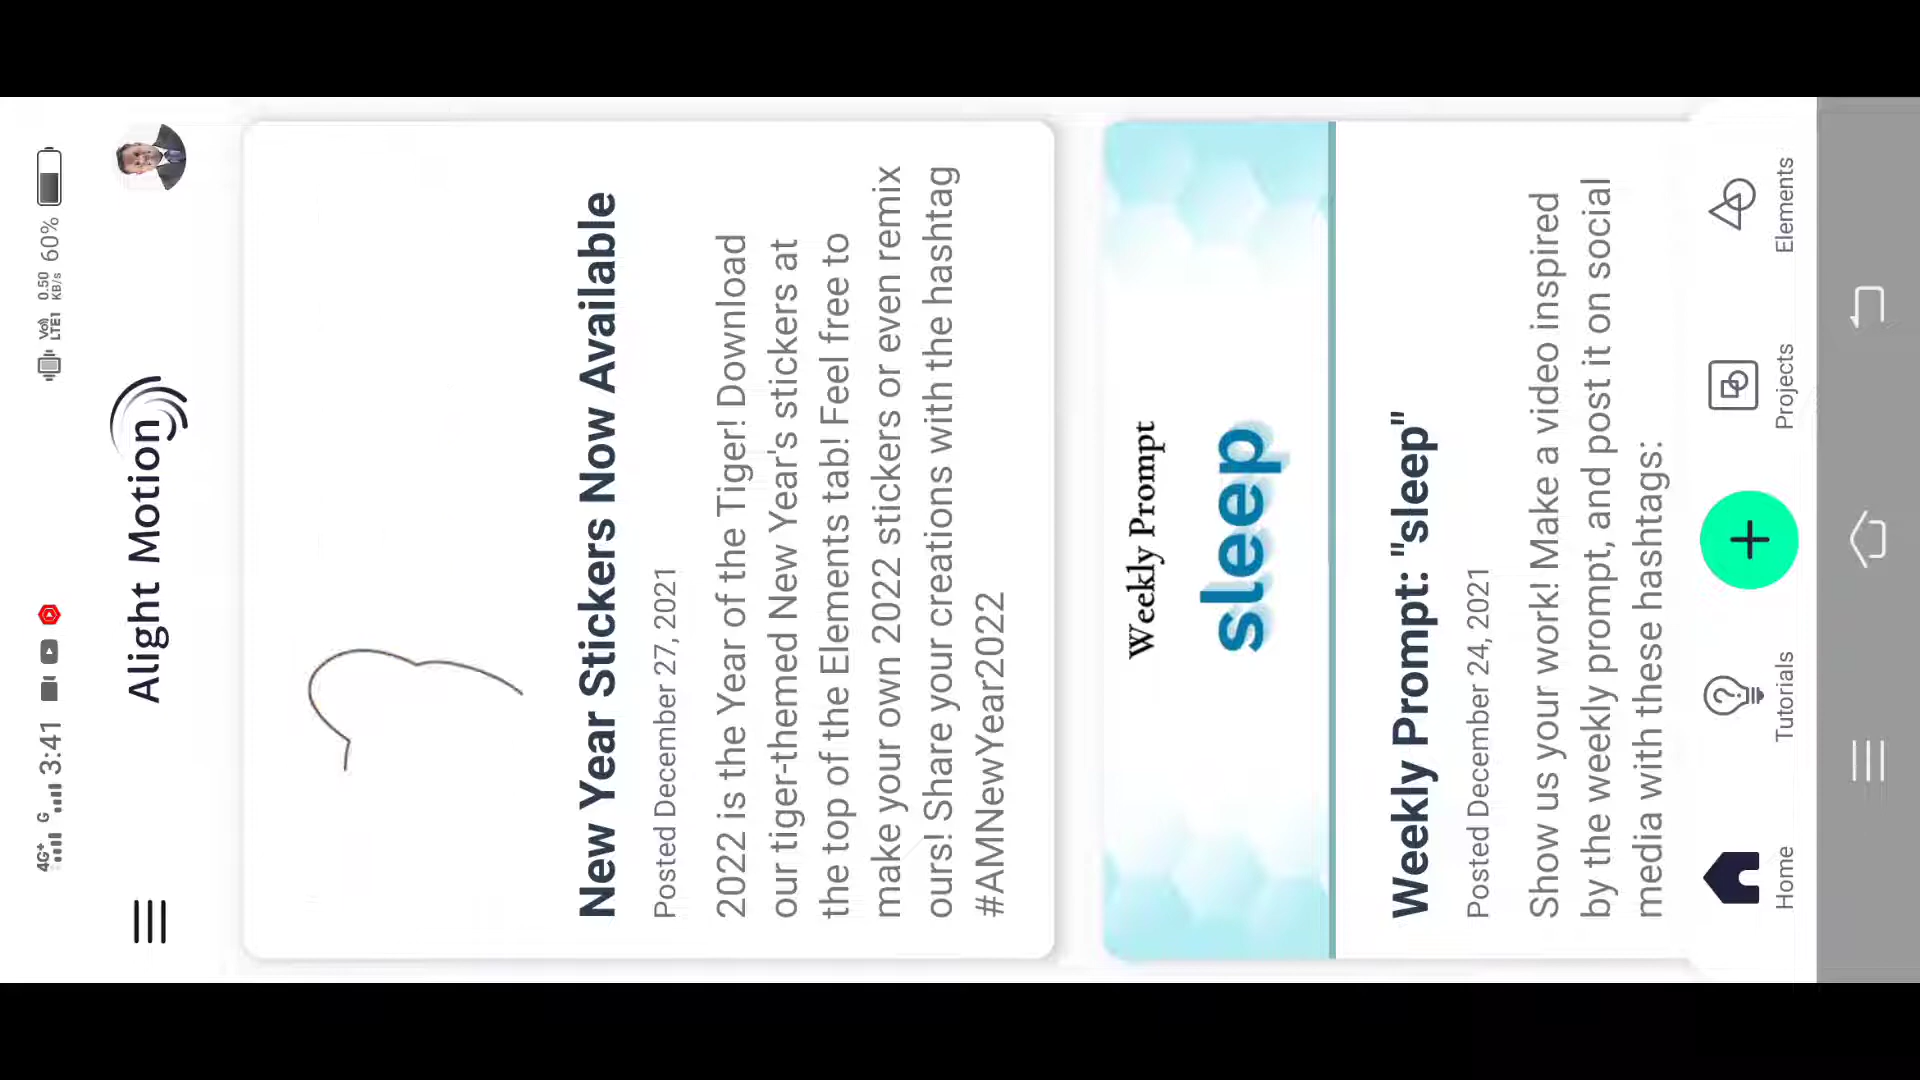 4G+ G 3:41
Vo) LTE1 0.50 KB/s 60%
Alight Motion
New Year Stickers Now Available
Posted December 27, 2021
2022 is the Year of the Tiger! Download
our tiger-themed New Year's stickers at
the top of the Elements tab! Feel free to
make your own 2022 stickers or even remix
ours! Share your creations with the hashtag
#AMNewYear2022
Weekly Prompt
sleep
Weekly Prompt: "sleep"
Posted December 24, 2021
Show us your work! Make a video inspired
by the weekly prompt, and post it on social
media with these hashtags:
Home
Tutorials
Projects
Elements